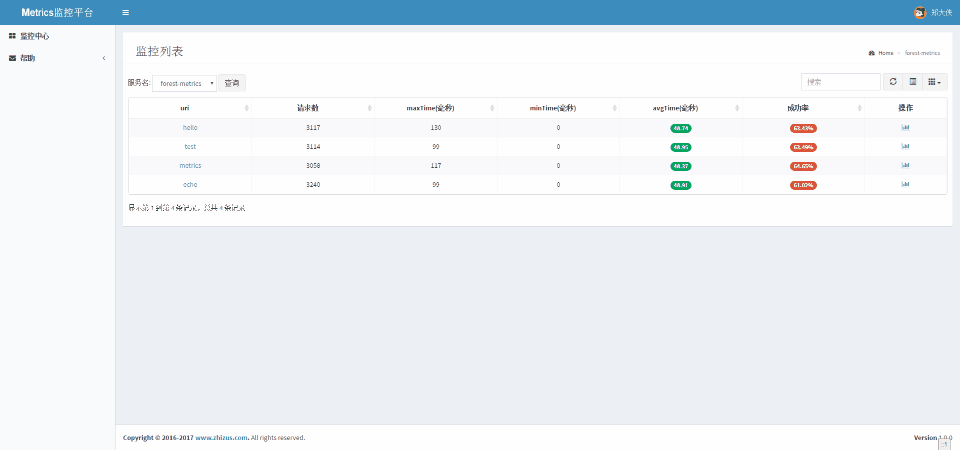 Metrics监控平台 郑大侠
监控中心
帮助
监控列表
Home > forest-metrics
服务名: forest-metrics 查询 搜索
uri 请求数 maxTime(毫秒) minTime(毫秒) avgTime(毫秒) 成功率 操作
hello 3117 130 0 48.74 63.43%
test 3114 99 0 48.95 63.49%
metrics 3058 117 0 48.37 64.65%
echo 3240 99 0 48.91 61.02%
显示第 1 到第 4 条记录，总共 4 条记录
Copyright © 2016-2017 www.zhizus.com. All rights reserved. Version 1.0.0